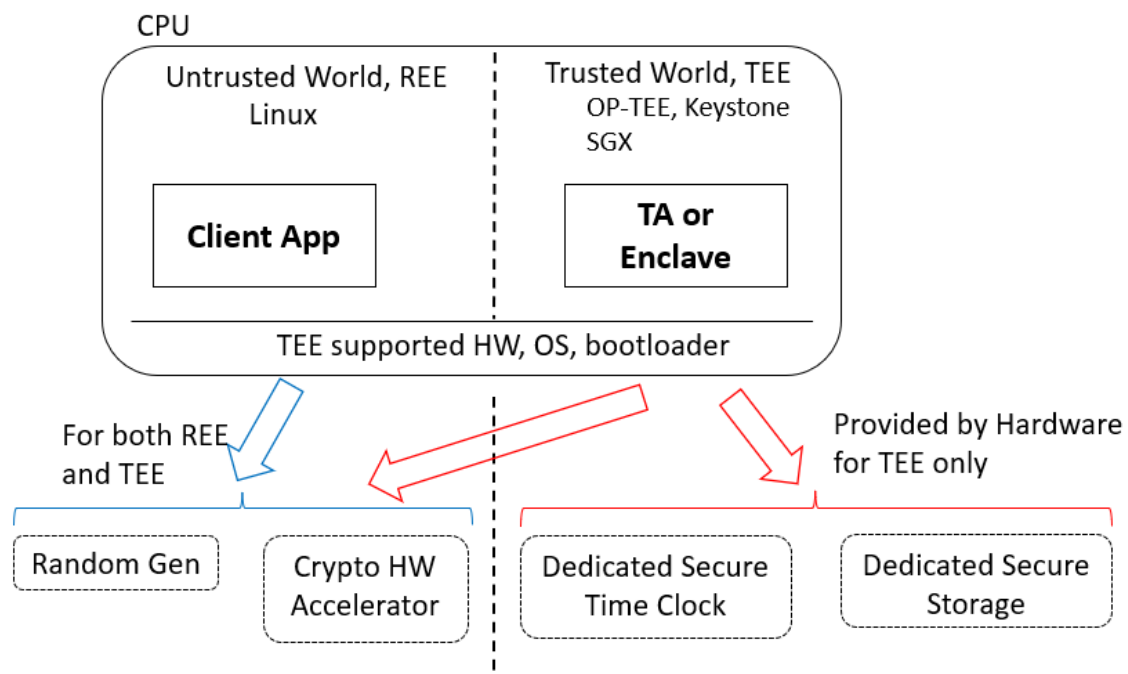 CPU
Untrusted World, REE
Linux
Trusted World, TEE
OP-TEE, Keystone
SGX
Client App
TA or
Enclave
TEE supported HW, OS, bootloader
For both REE
and TEE
Provided by Hardware
for TEE only
Random Gen
Crypto HW
Accelerator
Dedicated Secure
Time Clock
Dedicated Secure
Storage